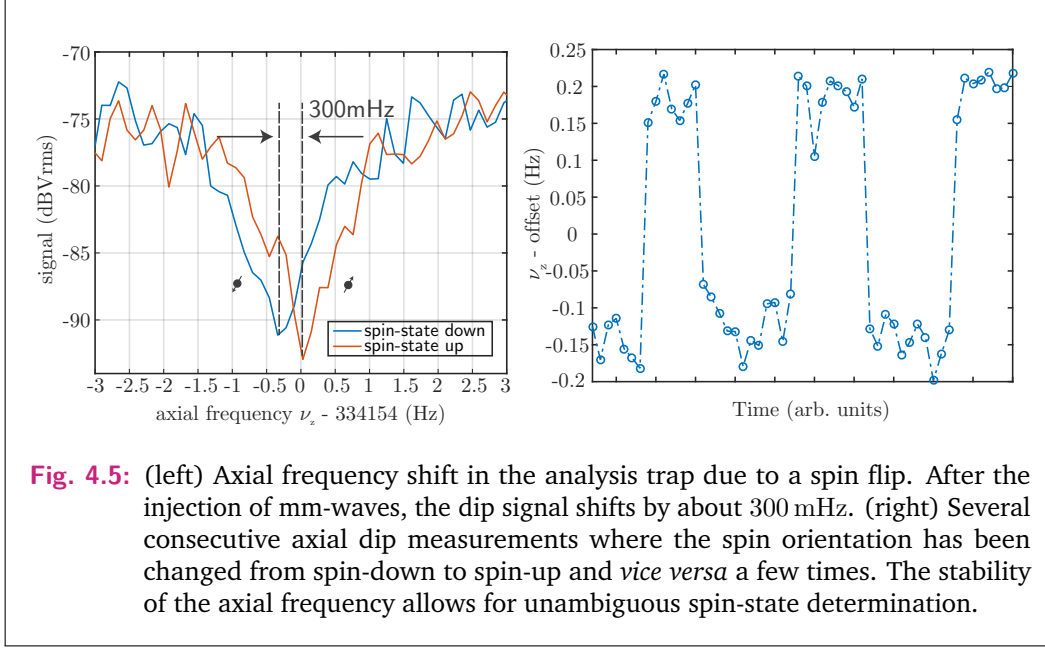 -70
-75
-80
-85
-90
signal (dBVrms)
300mHz
spin-state down
spin-state up
-3 -2.5 -2 -1.5 -1 -0.5 0 0.5 1 1.5 2 2.5 3
axial frequency ν_z - 334154 (Hz)
0.25
0.2
0.15
0.1
0.05
0
-0.05
-0.1
-0.15
-0.2
ν_z - offset (Hz)
Time (arb. units)
Fig. 4.5: (left) Axial frequency shift in the analysis trap due to a spin flip. After the
injection of mm-waves, the dip signal shifts by about 300 mHz. (right) Several
consecutive axial dip measurements where the spin orientation has been
changed from spin-down to spin-up and vice versa a few times. The stability
of the axial frequency allows for unambiguous spin-state determination.